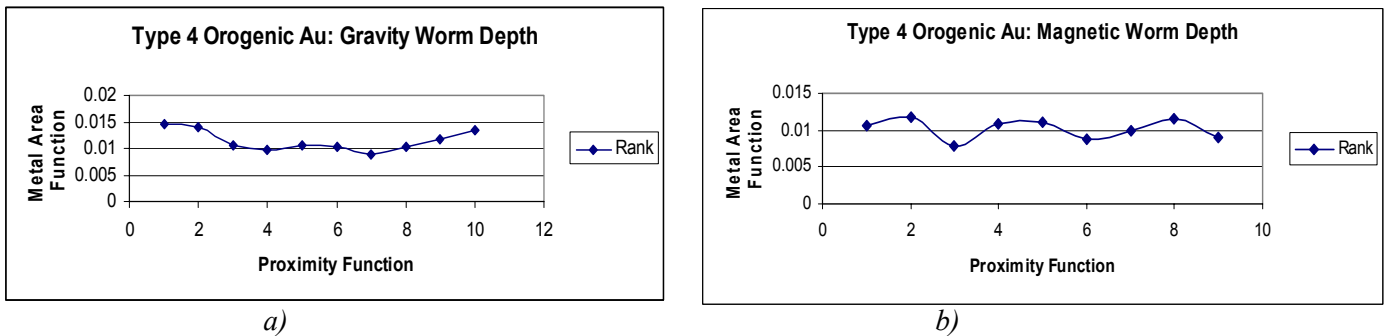 Type 4 Orogenic Au: Gravity Worm Depth
0.02
0.015
0.01
0.005
0
Metal Area
Function
0 2 4 6 8 10 12
Proximity Function
Rank
a)
Type 4 Orogenic Au: Magnetic Worm Depth
0.015
0.01
0.005
0
Metal Area
Function
0 2 4 6 8 10
Proximity Function
Rank
b)